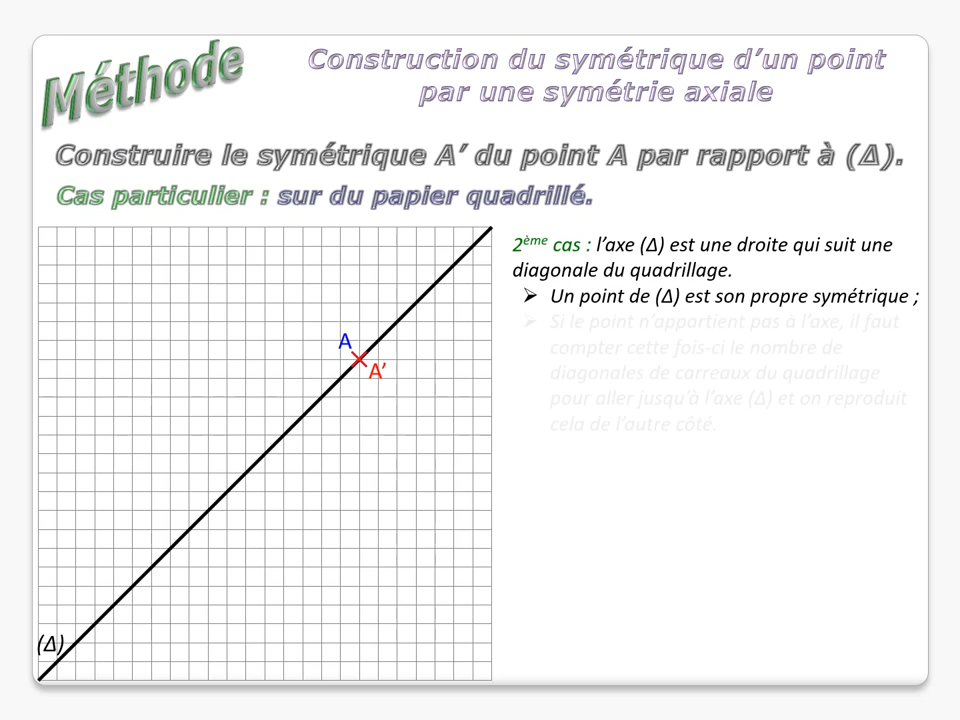 Méthode
Construction du symétrique d’un point
par une symétrie axiale
Construire le symétrique A’ du point A par rapport à (Δ).
Cas particulier : sur du papier quadrillé.
2ème cas : l’axe (Δ) est une droite qui suit une
diagonale du quadrillage.
➢ Un point de (Δ) est son propre symétrique ;
➢ Si le point n’appartient pas à l’axe, il faut
compter cette fois-ci le nombre de
diagonales de carreaux du quadrillage
pour aller jusqu’à l’axe (Δ) et on reproduit
cela de l’autre côté.
A
A’
(Δ)